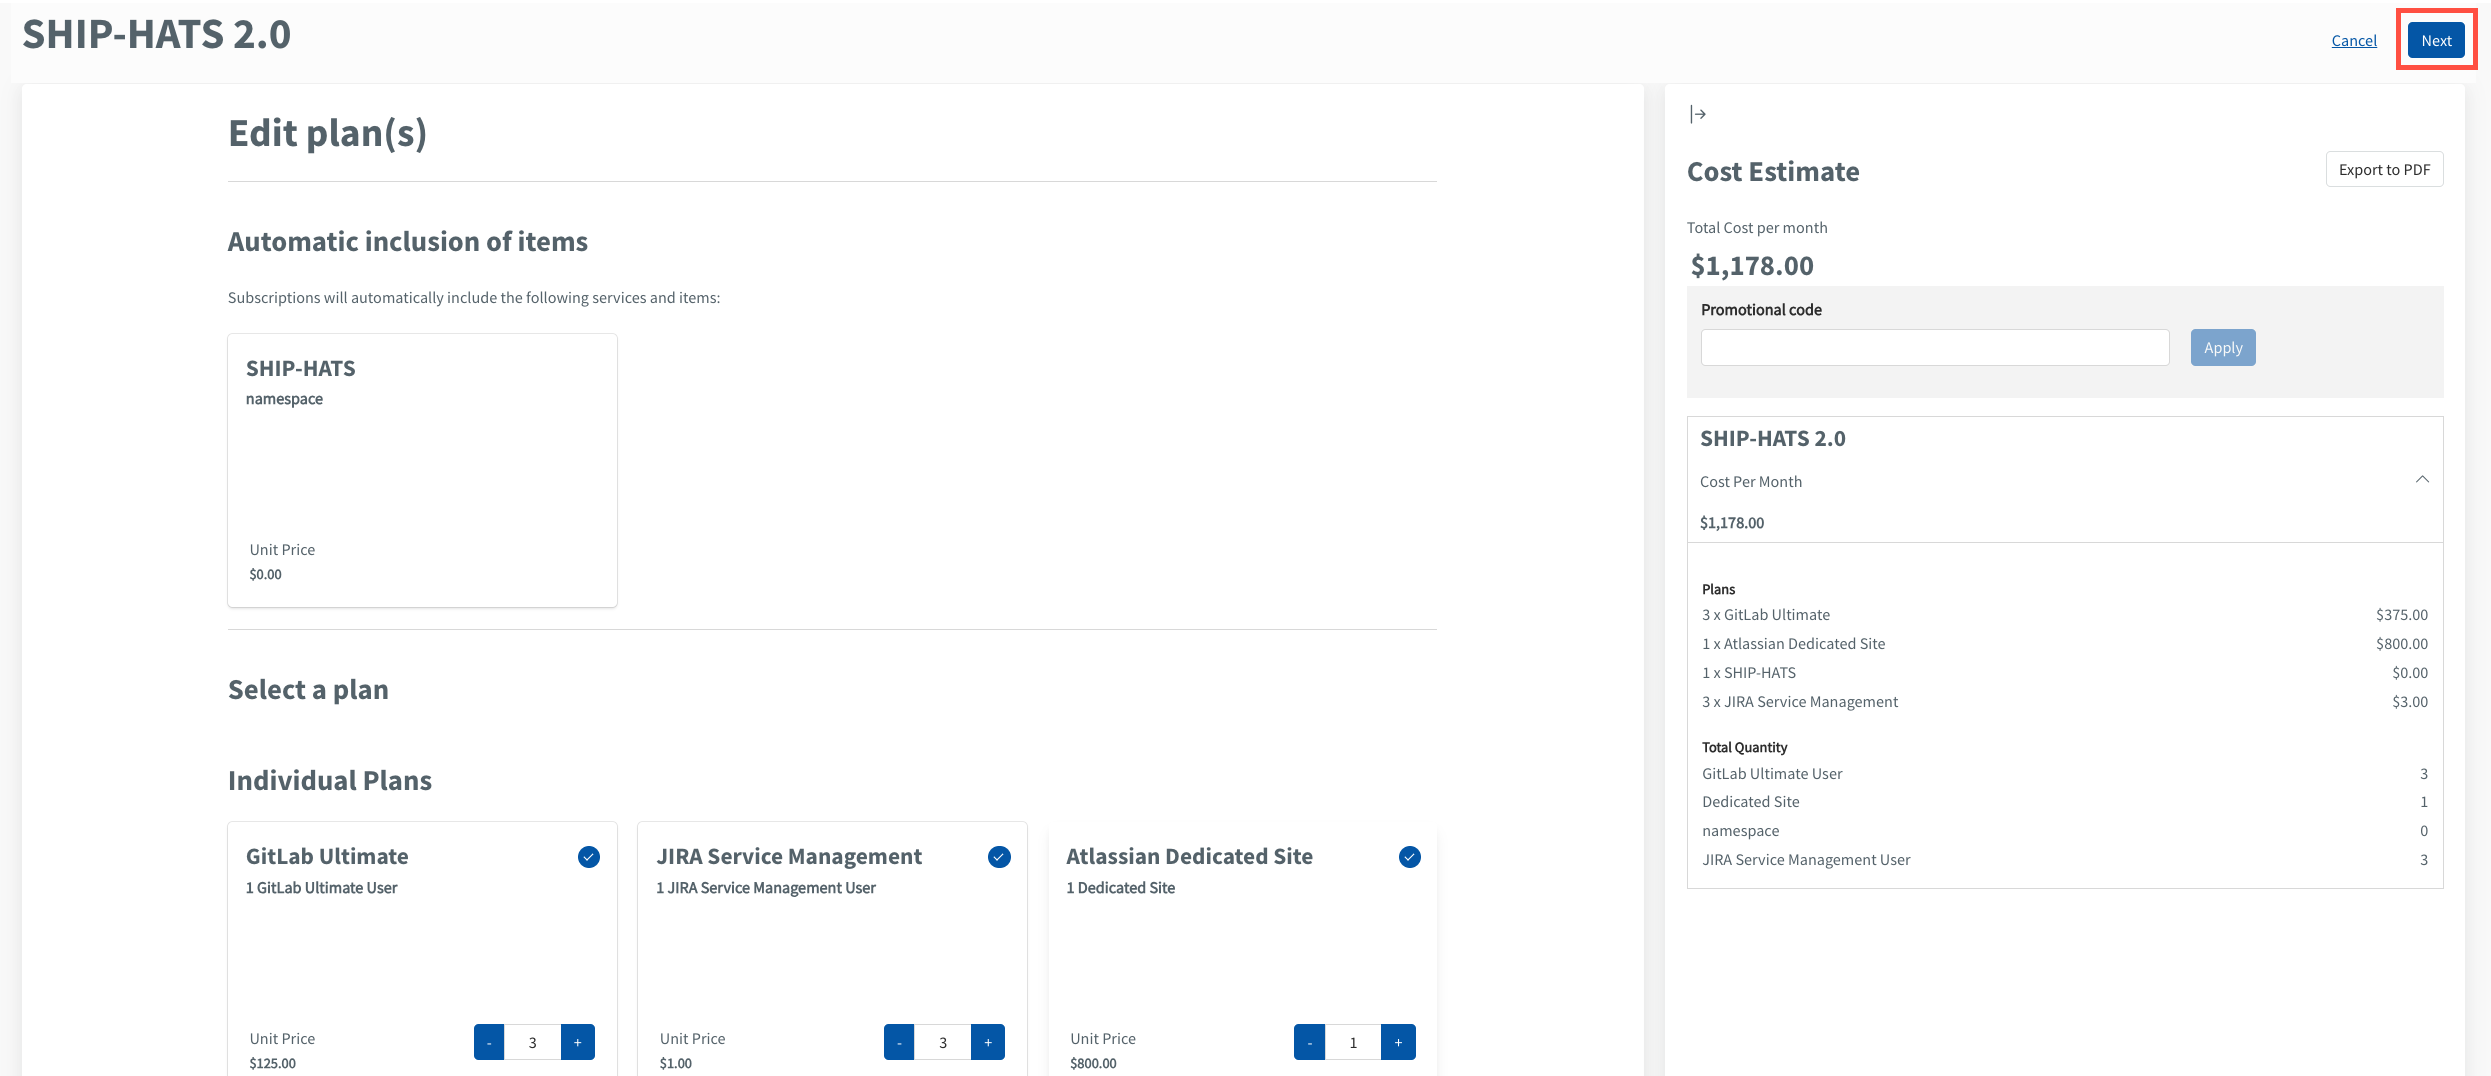 SHIP-HATS 2.0
Cancel
Next
Edit plan(s)
Automatic inclusion of items
Subscriptions will automatically include the following services and items:
SHIP-HATS
namespace
Unit Price
$0.00
Select a plan
Individual Plans
GitLab Ultimate
1 GitLab Ultimate User
Unit Price
$125.00
- 3 +
JIRA Service Management
1 JIRA Service Management User
Unit Price
$1.00
- 3 +
Atlassian Dedicated Site
1 Dedicated Site
Unit Price
$800.00
- 1 +
Cost Estimate
Export to PDF
Total Cost per month
$1,178.00
Promotional code
Apply
SHIP-HATS 2.0
Cost Per Month
$1,178.00
Plans
3 x GitLab Ultimate $375.00
1 x Atlassian Dedicated Site $800.00
1 x SHIP-HATS $0.00
3 x JIRA Service Management $3.00
Total Quantity
GitLab Ultimate User 3
Dedicated Site 1
namespace 0
JIRA Service Management User 3